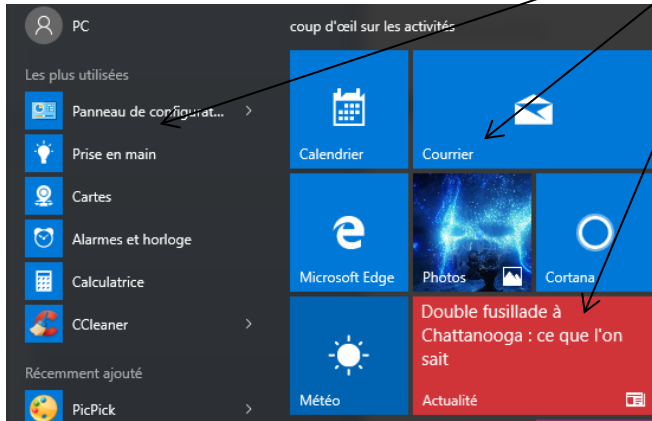 PC
Les plus utilisées
Panneau de configurat...
Prise en main
Cartes
Alarmes et horloge
Calculatrice
CCleaner
Récemment ajouté
PicPick
coup d'œil sur les activités
Calendrier
Courrier
Microsoft Edge
Photos
Cortana
Météo
Double fusillade à
Chattanooga : ce que l'on
sait
Actualité